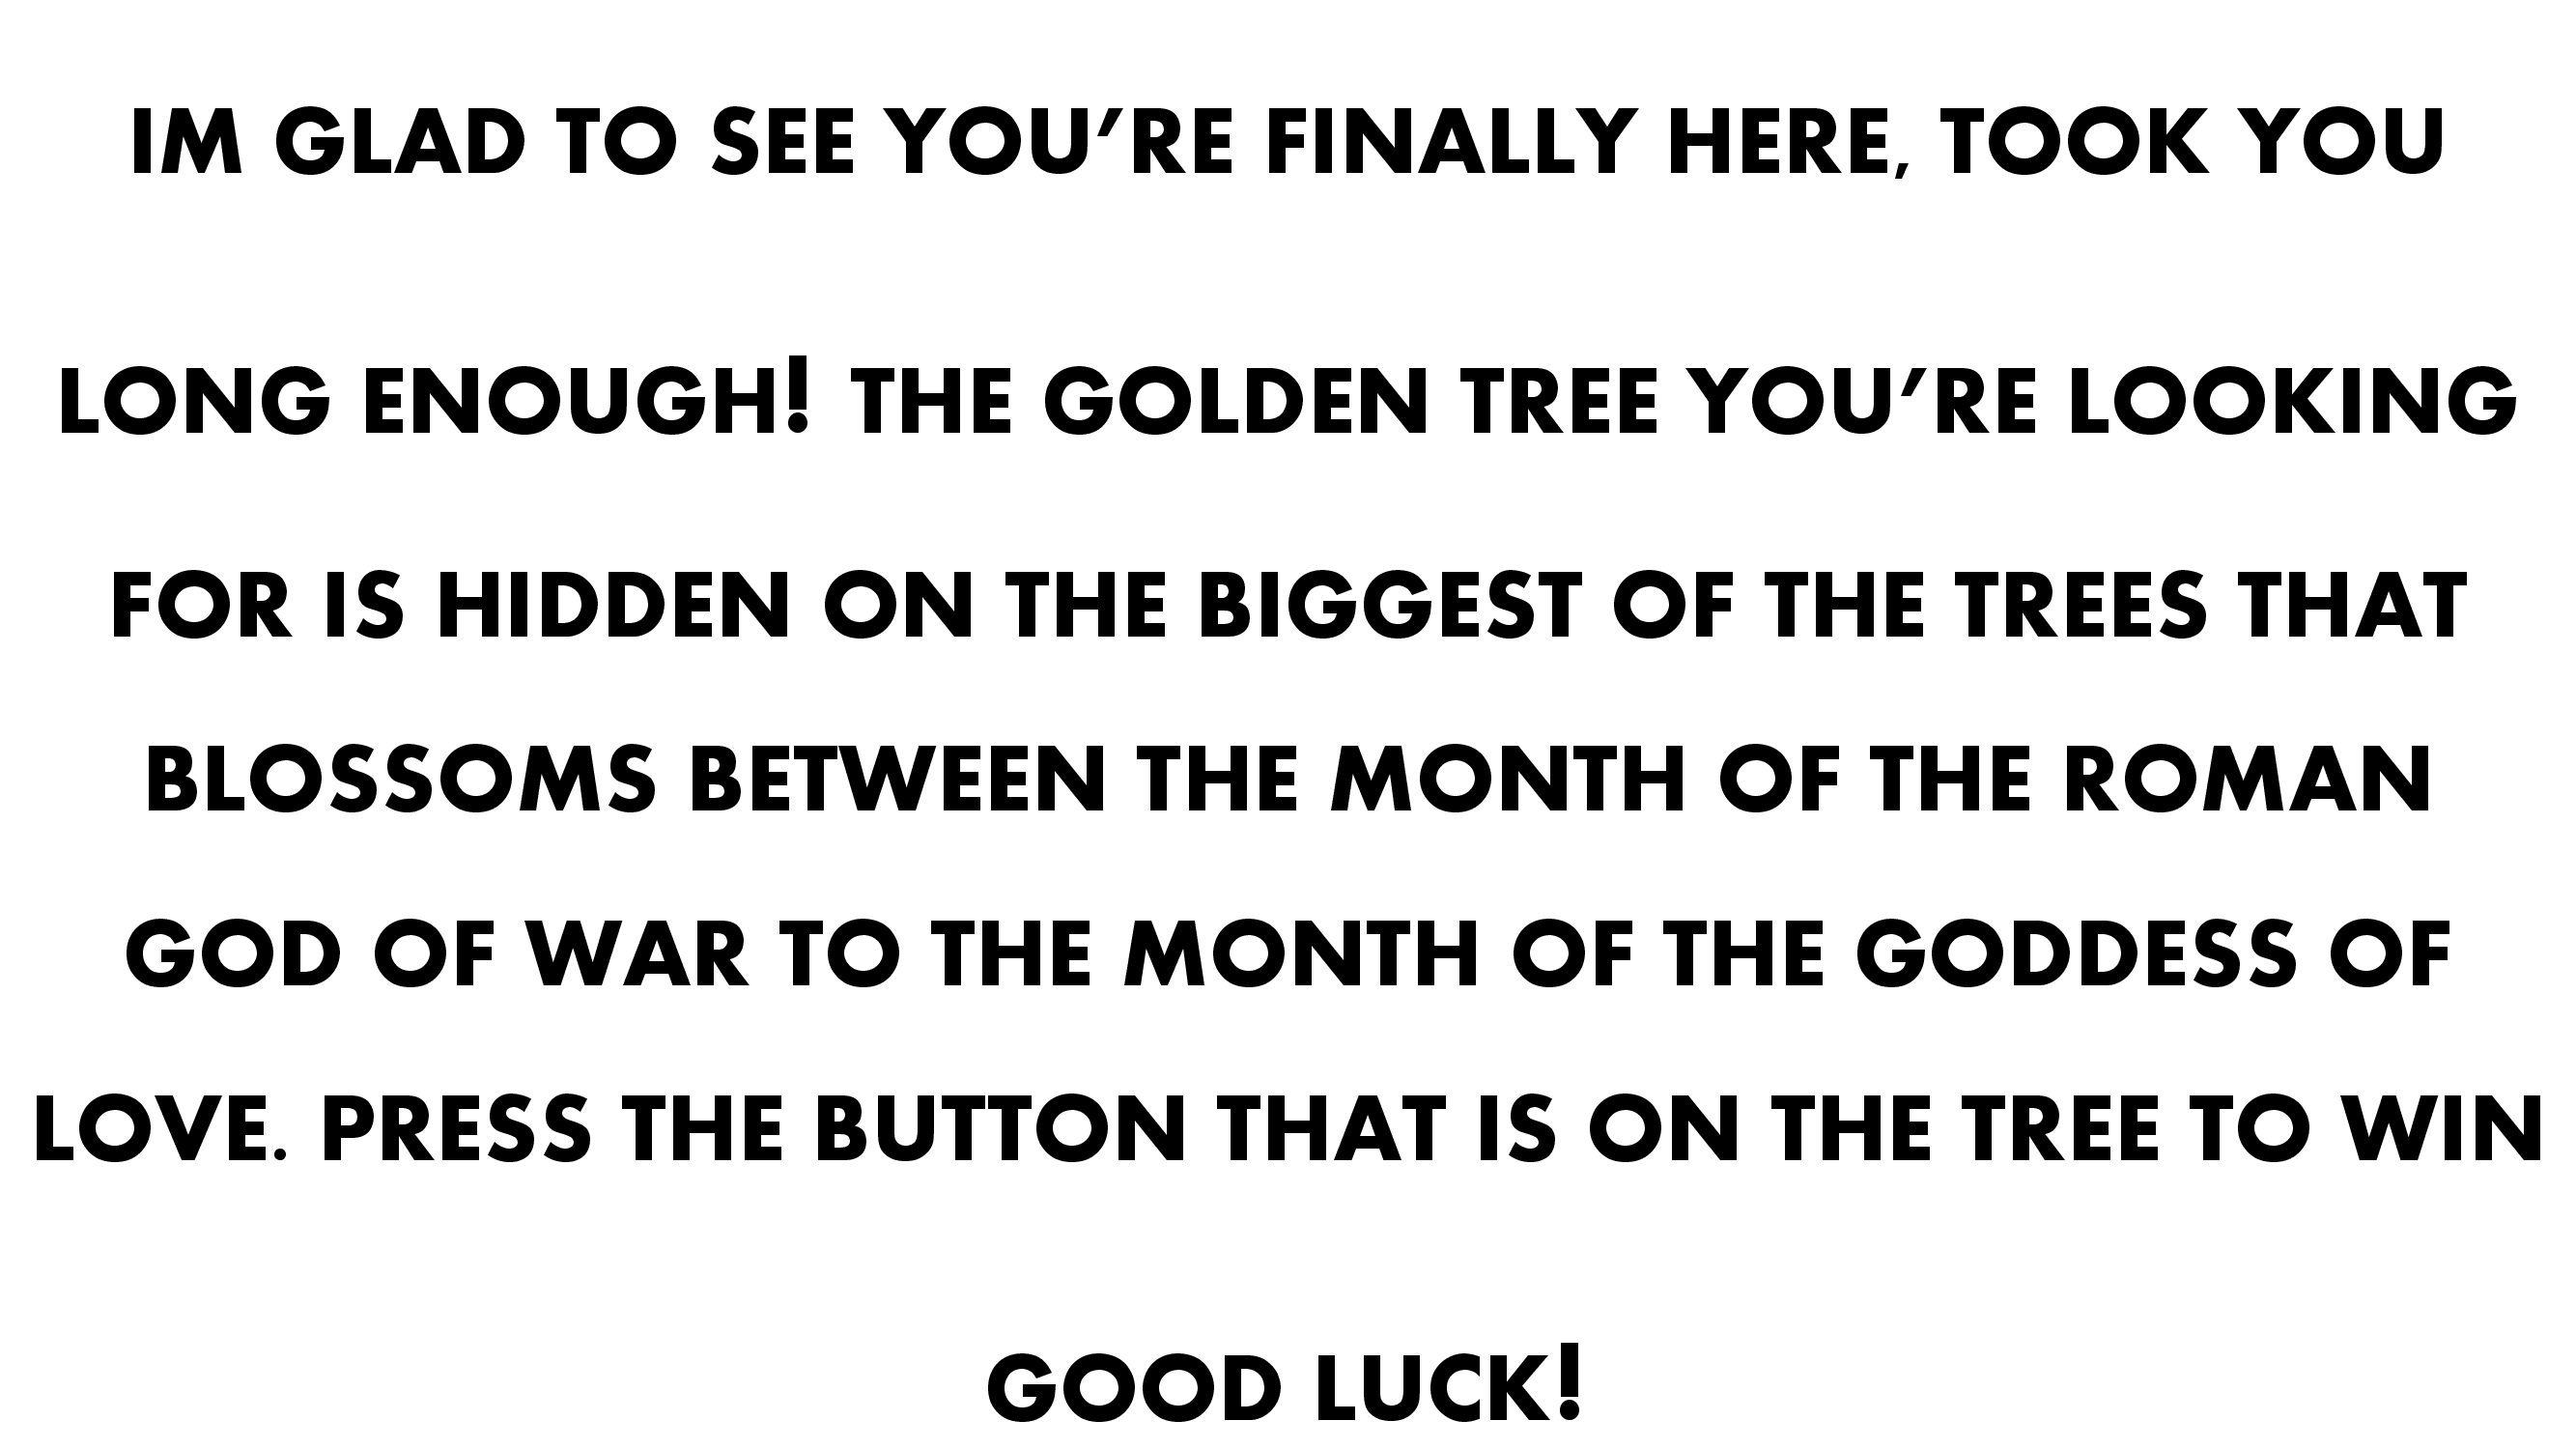 IM GLAD TO SEE YOU’RE FINALLY HERE, TOOK YOU
LONG ENOUGH! THE GOLDEN TREE YOU’RE LOOKING
FOR IS HIDDEN ON THE BIGGEST OF THE TREES THAT
BLOSSOMS BETWEEN THE MONTH OF THE ROMAN
GOD OF WAR TO THE MONTH OF THE GODDESS OF
LOVE. PRESS THE BUTTON THAT IS ON THE TREE TO WIN
GOOD LUCK!